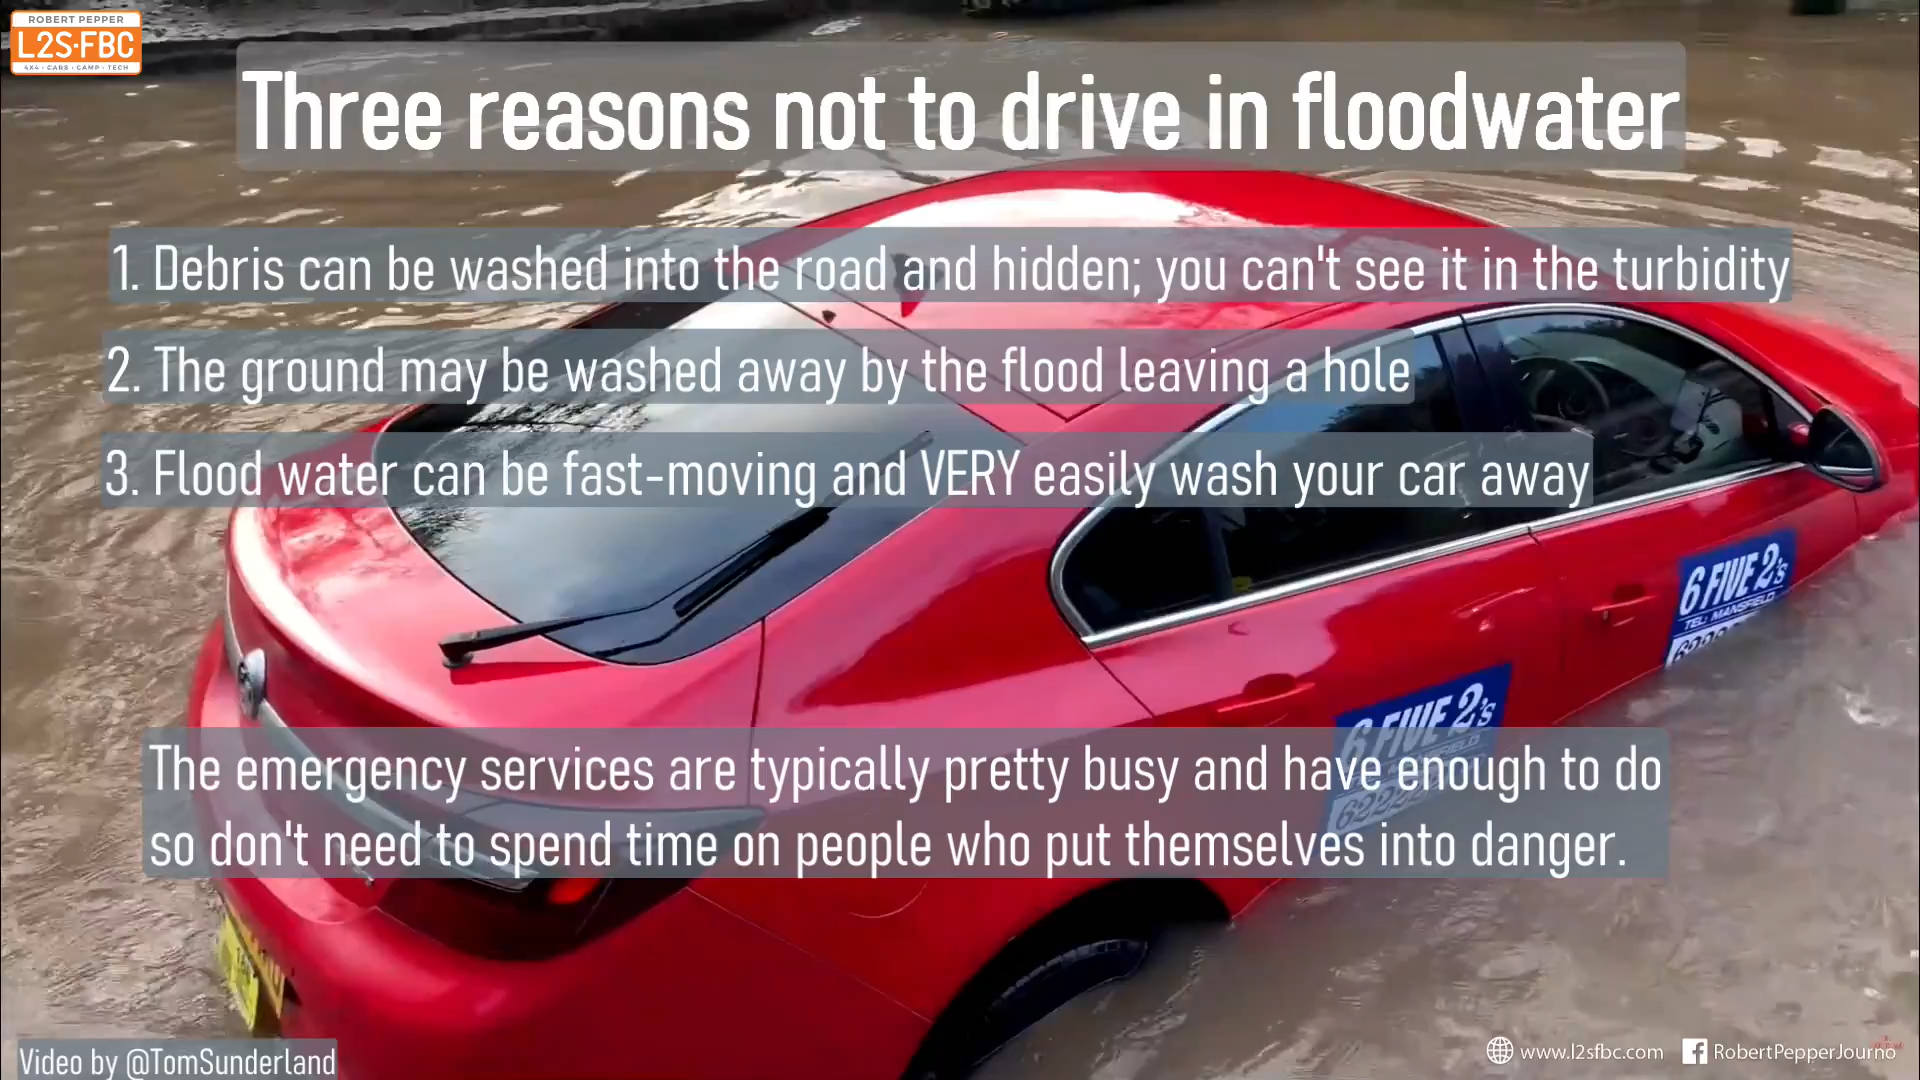 ROBERT PEPPER
L2S·FBC
4X4 · CARS · CAMP · TECH
Three reasons not to drive in floodwater
1. Debris can be washed into the road and hidden; you can't see it in the turbidity
2. The ground may be washed away by the flood leaving a hole
3. Flood water can be fast-moving and VERY easily wash your car away
6 FIVE 2's
TEL: MANSFIELD
6 FIVE 2's
The emergency services are typically pretty busy and have enough to do
so don't need to spend time on people who put themselves into danger.
Video by @TomSunderland
www.l2sfbc.com
RobertPepperJourno